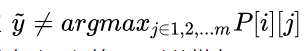 ỹ ≠ argmax_{j∈1,2,...m} P[i][j]